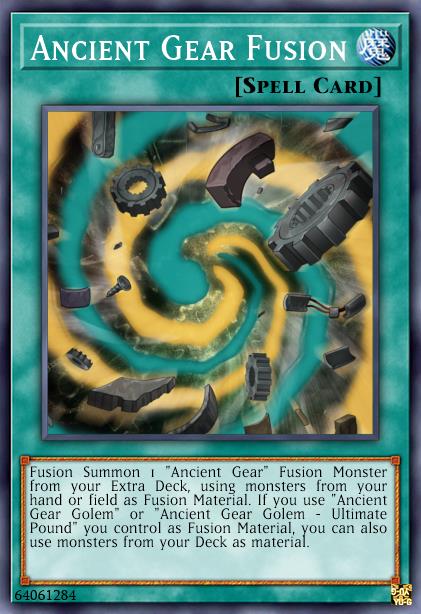 ANCIENT GEAR FUSION
魔
[SPELL CARD]
Fusion Summon 1 "Ancient Gear" Fusion Monster
from your Extra Deck, using monsters from your
hand or field as Fusion Material. If you use "Ancient
Gear Golem" or "Ancient Gear Golem - Ultimate
Pound" you control as Fusion Material, you can also
use monsters from your Deck as material.
64061284